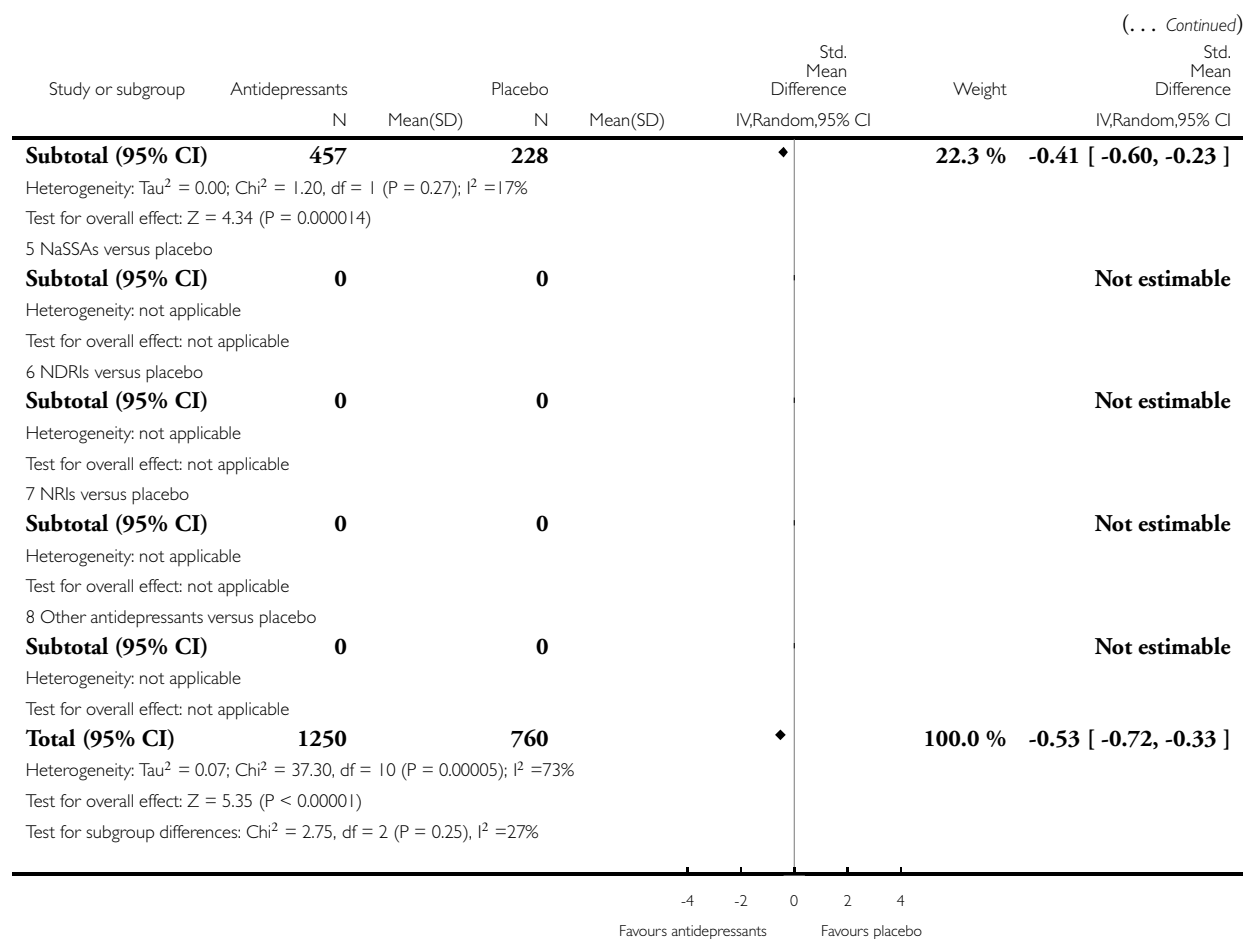 (... Continued)
Study or subgroup Antidepressants Placebo Std. Mean Difference Weight Std. Mean Difference
N Mean(SD) N Mean(SD) IV,Random,95% CI IV,Random,95% CI
Subtotal (95% CI) 457 228 22.3 % -0.41 [ -0.60, -0.23 ]
Heterogeneity: Tau² = 0.00; Chi² = 1.20, df = 1 (P = 0.27); I² =17%
Test for overall effect: Z = 4.34 (P = 0.000014)
5 NaSSAs versus placebo
Subtotal (95% CI) 0 0 Not estimable
Heterogeneity: not applicable
Test for overall effect: not applicable
6 NDRIs versus placebo
Subtotal (95% CI) 0 0 Not estimable
Heterogeneity: not applicable
Test for overall effect: not applicable
7 NRIs versus placebo
Subtotal (95% CI) 0 0 Not estimable
Heterogeneity: not applicable
Test for overall effect: not applicable
8 Other antidepressants versus placebo
Subtotal (95% CI) 0 0 Not estimable
Heterogeneity: not applicable
Test for overall effect: not applicable
Total (95% CI) 1250 760 100.0 % -0.53 [ -0.72, -0.33 ]
Heterogeneity: Tau² = 0.07; Chi² = 37.30, df = 10 (P = 0.00005); I² =73%
Test for overall effect: Z = 5.35 (P < 0.00001)
Test for subgroup differences: Chi² = 2.75, df = 2 (P = 0.25), I² =27%
-4 -2 0 2 4
Favours antidepressants Favours placebo